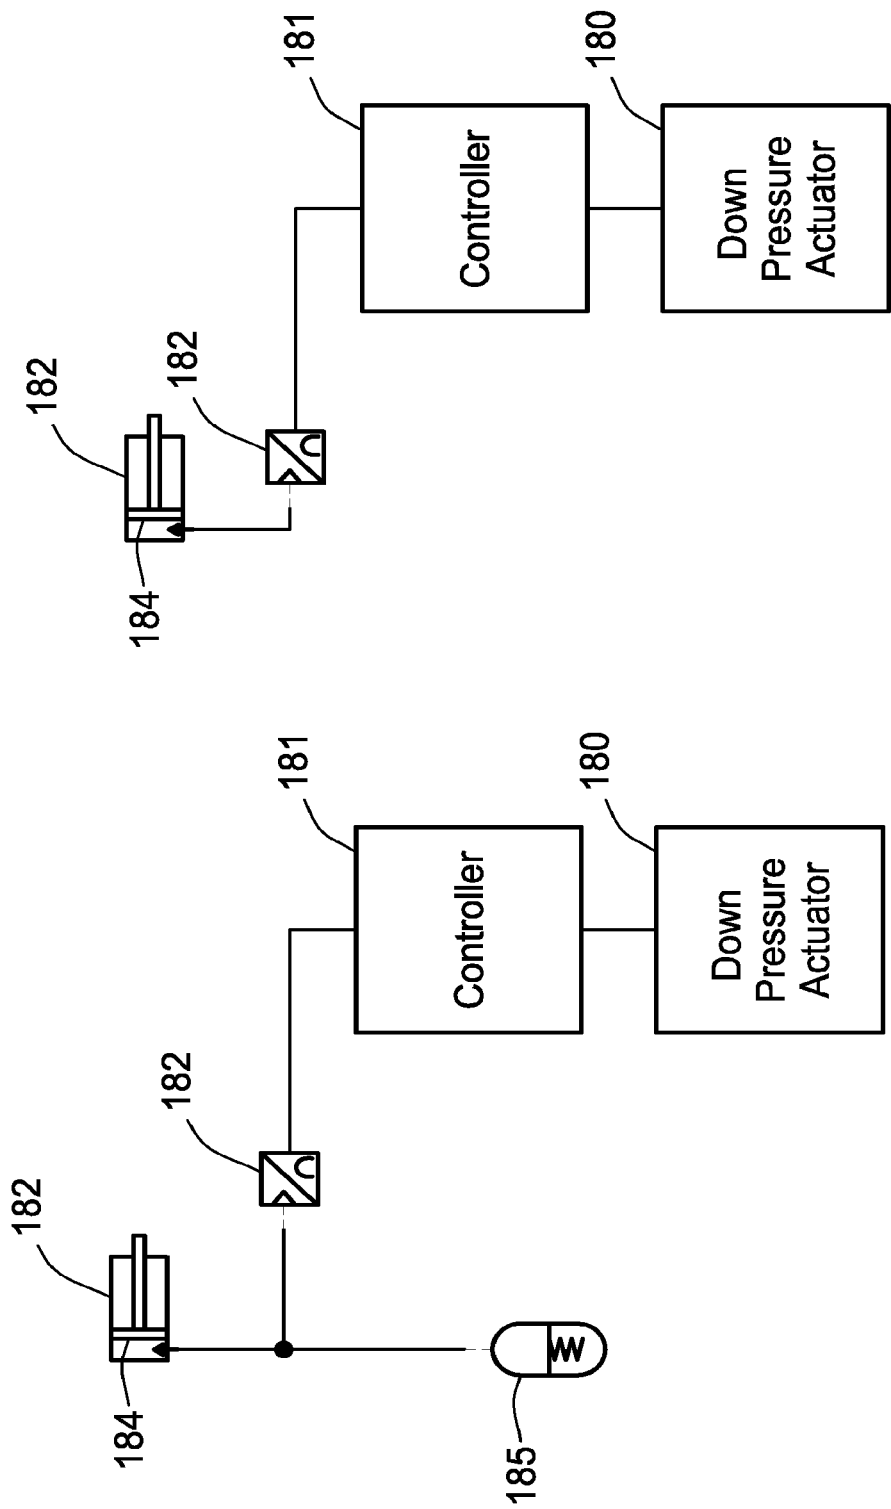 182
184
182
181
Controller
185
180
Down
Pressure
Actuator
182
184
182
181
Controller
180
Down
Pressure
Actuator